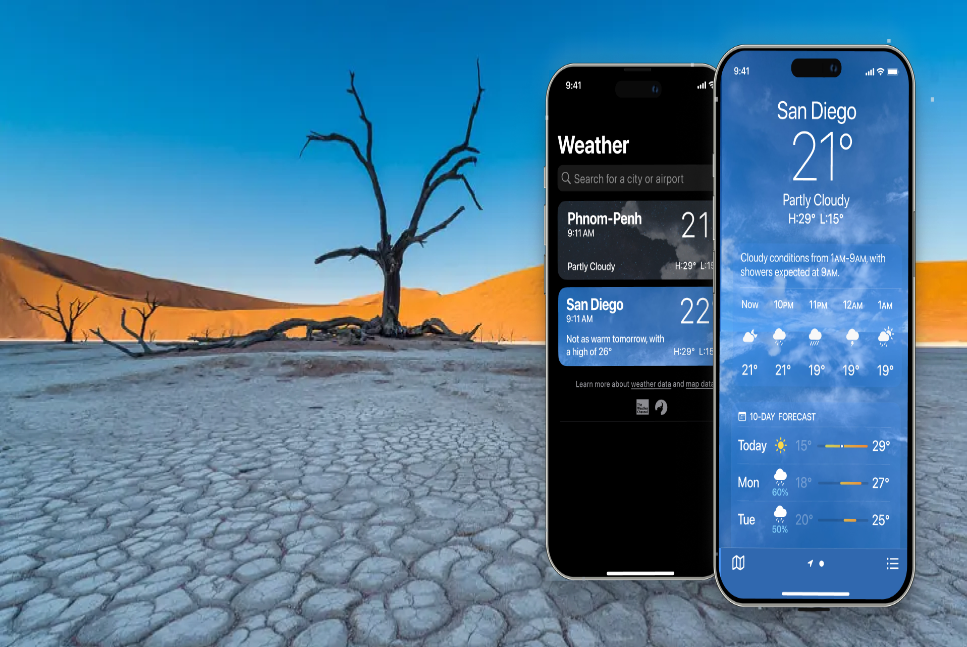 9:41
Weather
Search for a city or airport
Phnom-Penh
21
9:11 AM
Partly Cloudy
H:29° L:15
San Diego
22
9:11 AM
Not as warm tomorrow, with
a high of 26°
H:29° L:15
Learn more about weather data and map data
9:41
San Diego
21°
Partly Cloudy
H:29° L:15°
Cloudy conditions from 1AM-9AM, with
showers expected at 9AM.
Now 10PM 11PM 12AM 1AM
21° 21° 19° 19° 19°
10-DAY FORECAST
Today 15° 29°
Mon 60% 18° 27°
Tue 50% 20° 25°